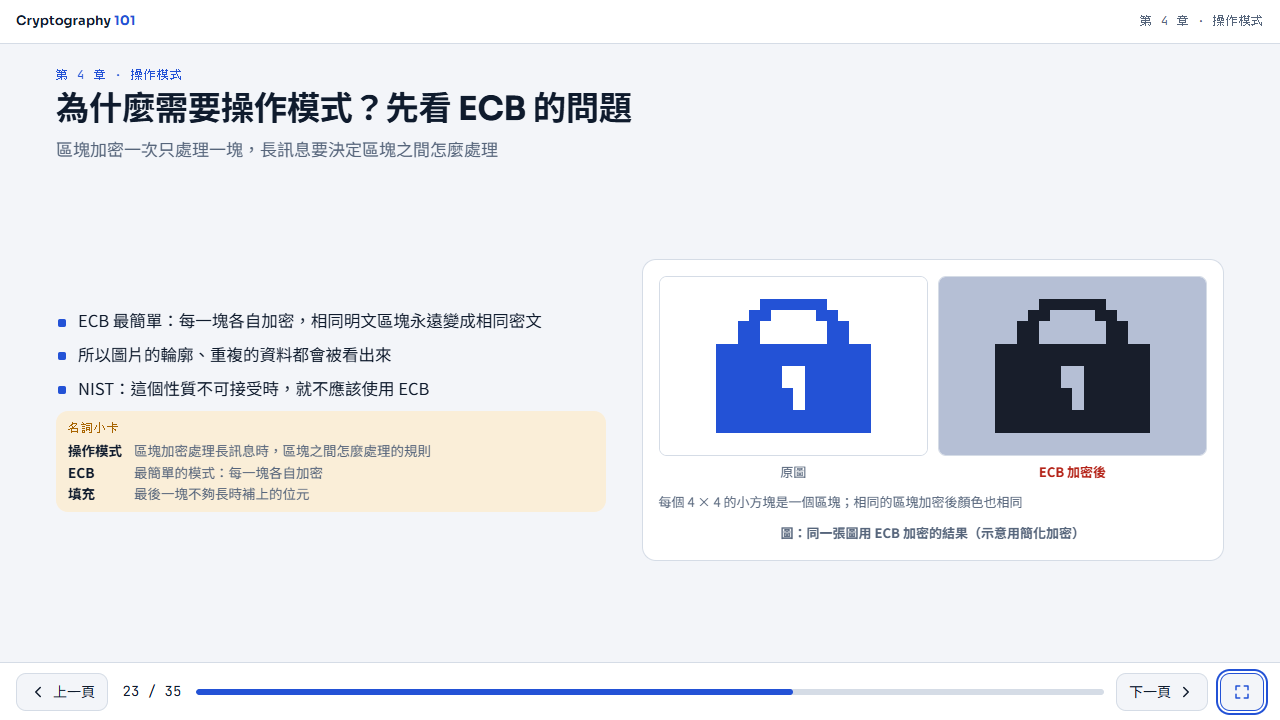 Cryptography 101
第 4 章 · 操作模式
第 4 章 · 操作模式
為什麼需要操作模式？先看 ECB 的問題
區塊加密一次只處理一塊，長訊息要決定區塊之間怎麼處理
ECB 最簡單：每一塊各自加密，相同明文區塊永遠變成相同密文
所以圖片的輪廓、重複的資料都會被看出來
NIST：這個性質不可接受時，就不應該使用 ECB
名詞小卡
操作模式 區塊加密處理長訊息時，區塊之間怎麼處理的規則
ECB 最簡單的模式：每一塊各自加密
填充 最後一塊不夠長時補上的位元
原圖
ECB 加密後
每個 4 × 4 的小方塊是一個區塊；相同的區塊加密後顏色也相同
圖：同一張圖用 ECB 加密的結果（示意用簡化加密）
上一頁
23 / 35
下一頁